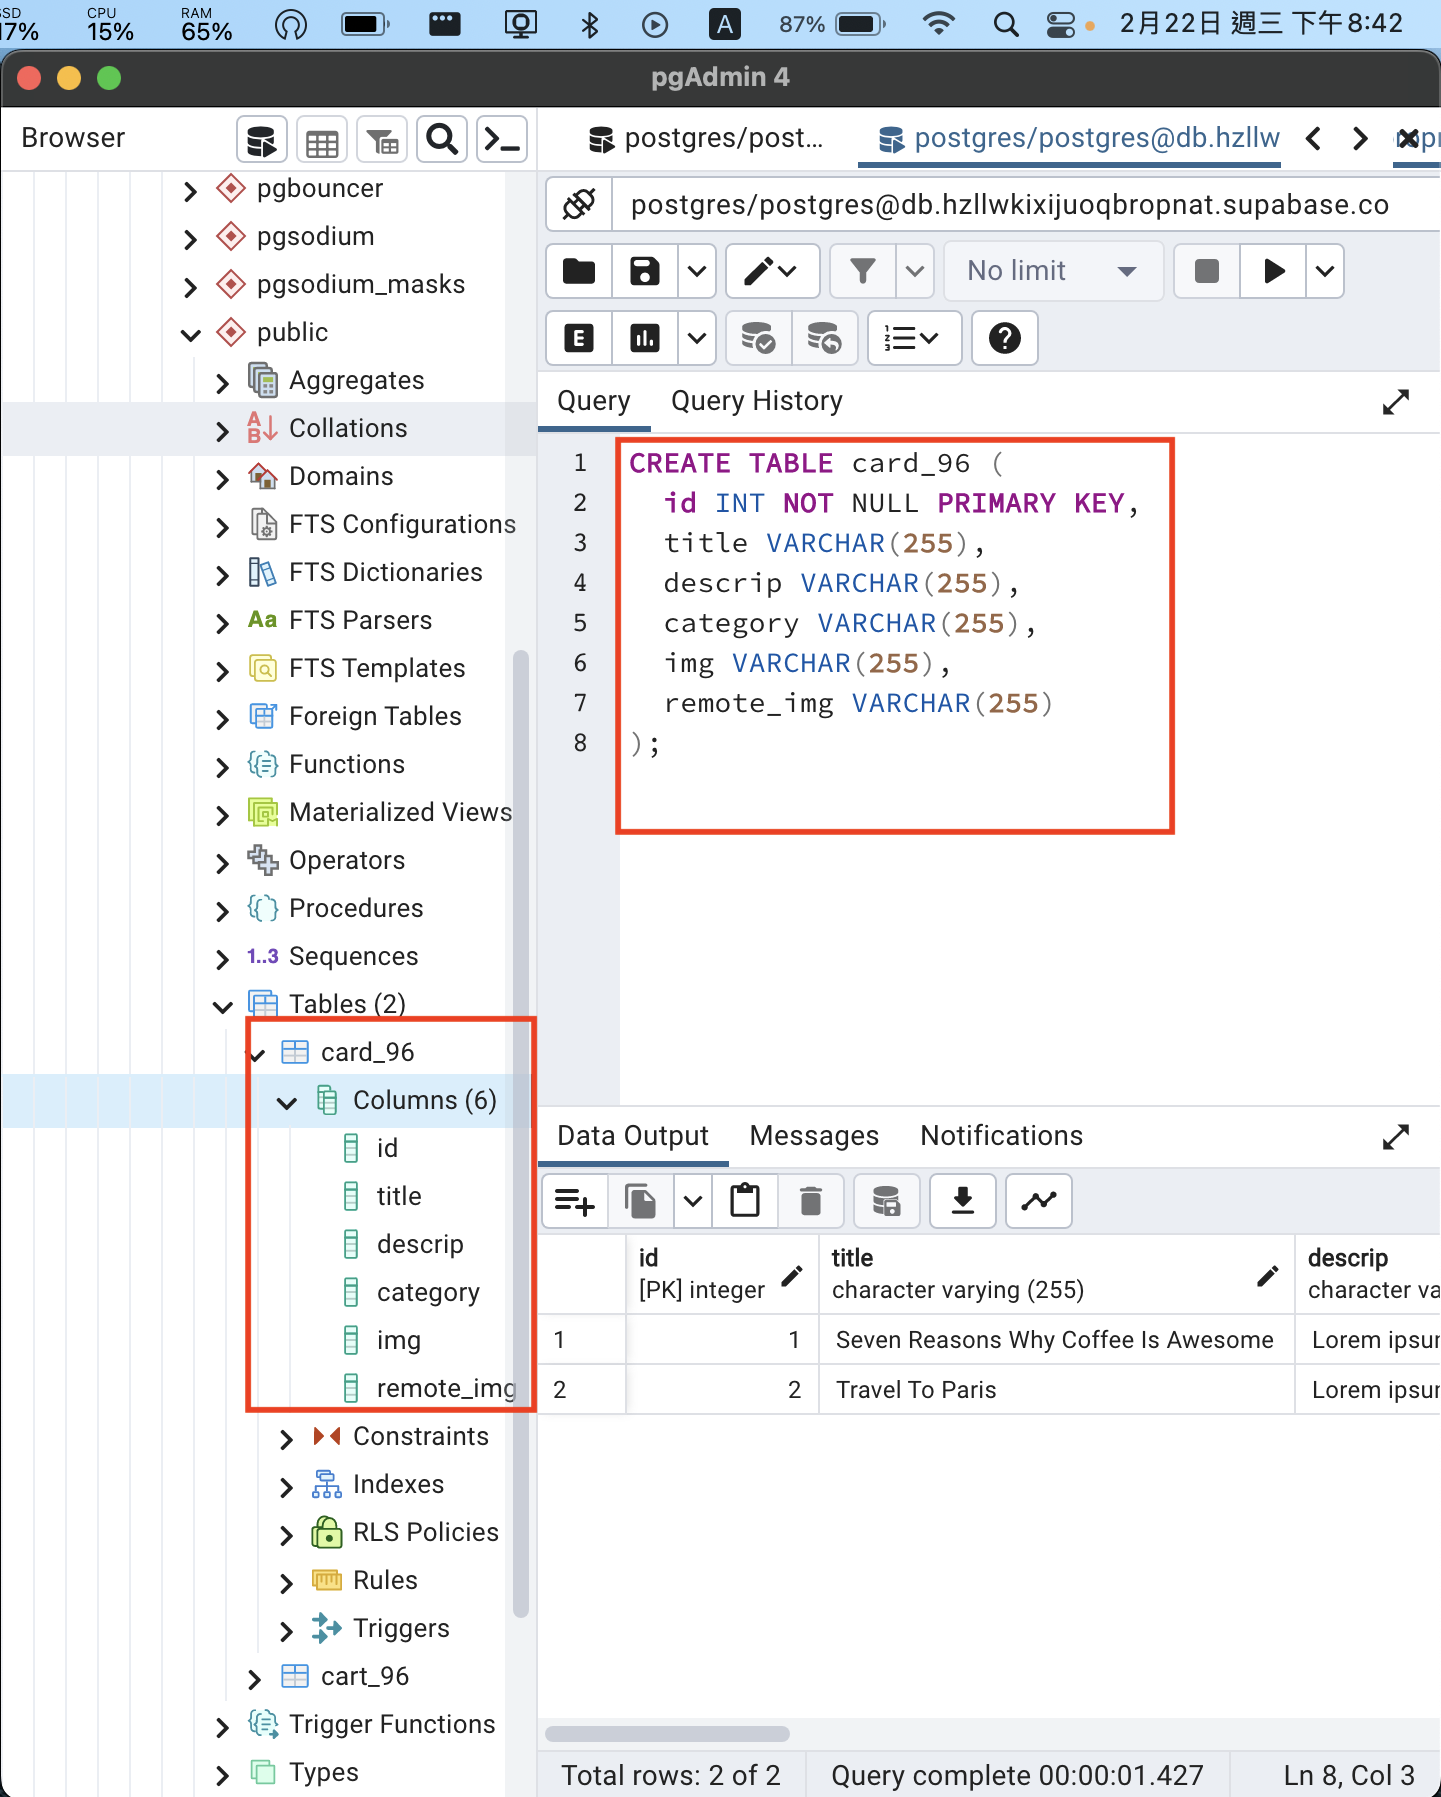 SSD CPU RAM
17% 15% 65% A 87% 2月22日 週三 下午8:42
pgAdmin 4
Browser
pgbouncer
pgsodium
pgsodium_masks
public
Aggregates
Collations
Domains
FTS Configurations
FTS Dictionaries
Aa FTS Parsers
FTS Templates
Foreign Tables
Functions
Materialized Views
Operators
Procedures
1..3 Sequences
Tables (2)
card_96
Columns (6)
id
title
descrip
category
img
remote_img
Constraints
Indexes
RLS Policies
Rules
Triggers
cart_96
Trigger Functions
Types
postgres/post... postgres/postgres@db.hzllw
postgres/postgres@db.hzllwkixijuoqbropnat.supabase.co
No limit
E
Query Query History
1 CREATE TABLE card_96 (
2 id INT NOT NULL PRIMARY KEY,
3 title VARCHAR(255),
4 descrip VARCHAR(255),
5 category VARCHAR(255),
6 img VARCHAR(255),
7 remote_img VARCHAR(255)
8 );
Data Output Messages Notifications
id title descrip
[PK] integer character varying (255) character va
1 1 Seven Reasons Why Coffee Is Awesome Lorem ipsu
2 2 Travel To Paris Lorem ipsu
Total rows: 2 of 2 Query complete 00:00:01.427 Ln 8, Col 3